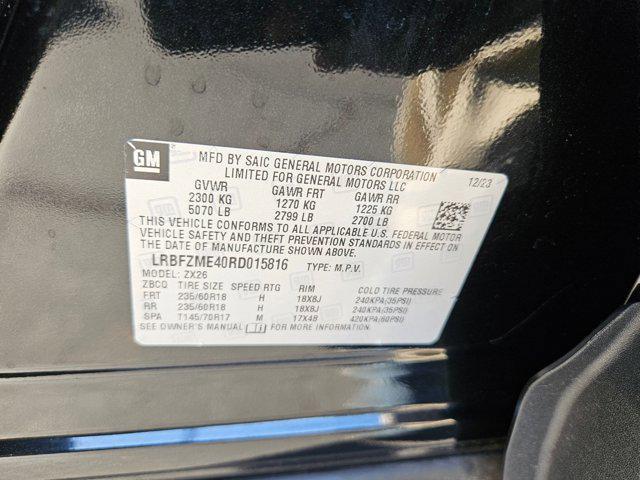 GM
MFD BY SAIC GENERAL MOTORS CORPORATION
LIMITED FOR GENERAL MOTORS LLC
12/23
GVWR GAWR FRT GAWR RR
2300 KG 1270 KG 1225 KG
5070 LB 2799 LB 2700 LB
THIS VEHICLE CONFORMS TO ALL APPLICABLE U.S. FEDERAL MOTOR
VEHICLE SAFETY AND THEFT PREVENTION STANDARDS IN EFFECT ON
THE DATE OF MANUFACTURE SHOWN ABOVE.
LRBFZME40RD015816 TYPE: M.P.V.
MODEL: ZX26
ZBCQ TIRE SIZE SPEED RTG RIM COLD TIRE PRESSURE
FRT 235/60R18 H 18X8J 240KPA(35PSI)
RR 235/60R18 H 18X8J 240KPA(35PSI)
SPA T145/70R17 M 17X4B 420KPA(60PSI)
SEE OWNER'S MANUAL FOR MORE INFORMATION